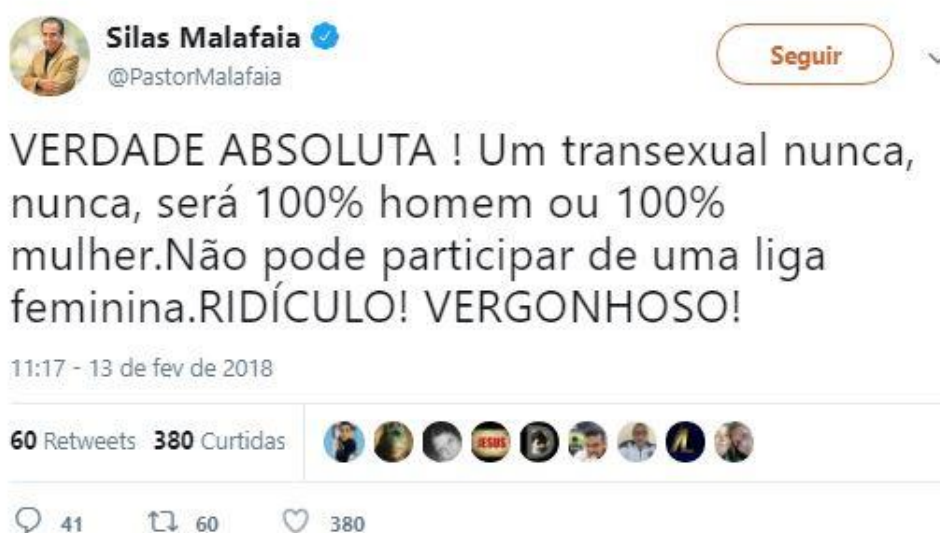 Silas Malafaia
@PastorMalafaia
Seguir
VERDADE ABSOLUTA ! Um transexual nunca,
nunca, será 100% homem ou 100%
mulher.Não pode participar de uma liga
feminina.RIDÍCULO! VERGONHOSO!
11:17 - 13 de fev de 2018
60 Retweets 380 Curtidas
JESUS
41 60 380